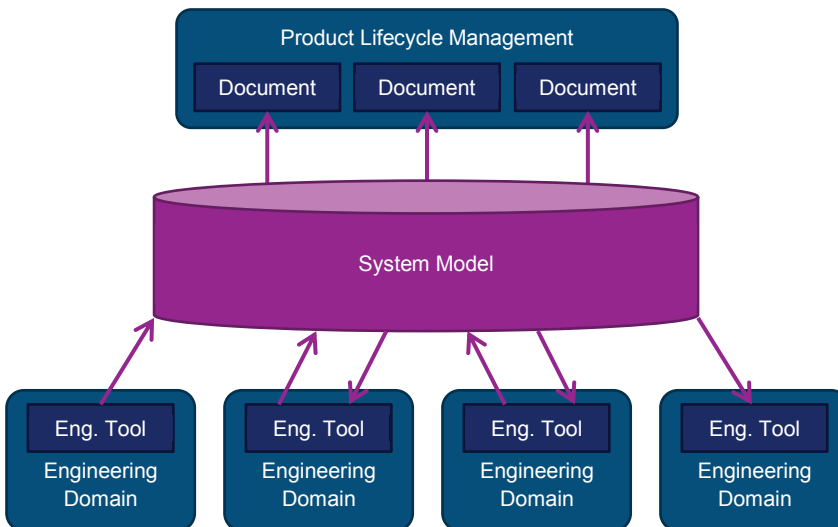 Product Lifecycle Management
Document
Document
Document
System Model
Eng. Tool
Engineering
Domain
Eng. Tool
Engineering
Domain
Eng. Tool
Engineering
Domain
Eng. Tool
Engineering
Domain